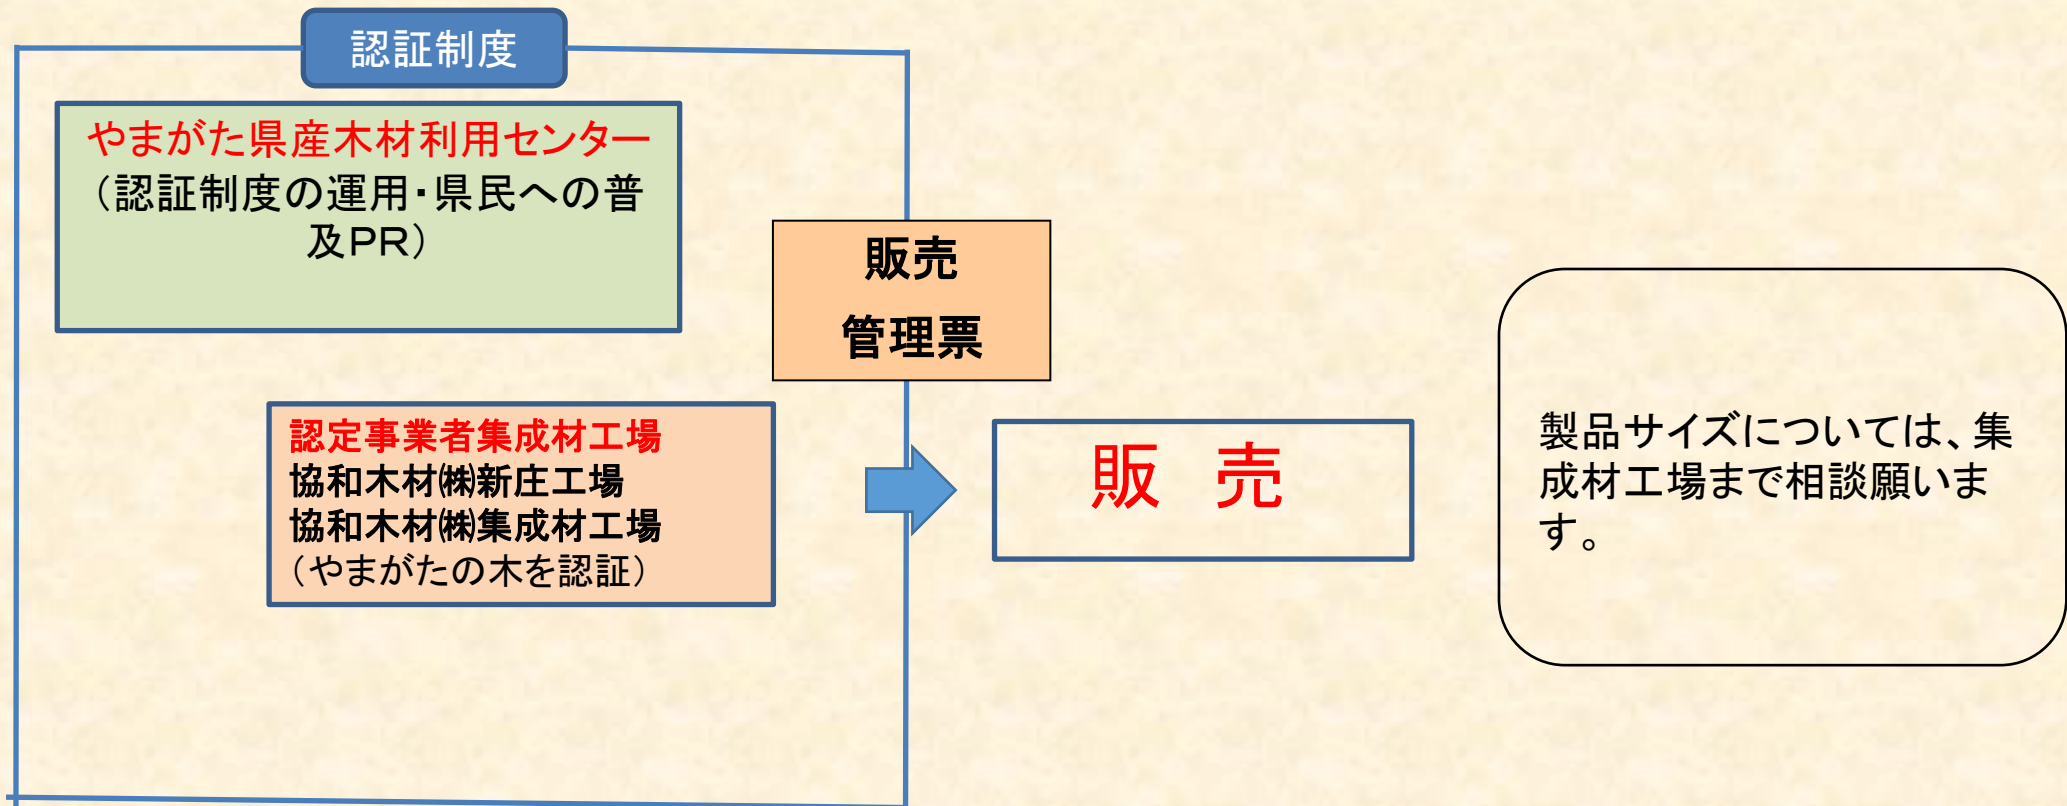 認証制度
やまがた県産木材利用センター
（認証制度の運用・県民への普
及PR）
販売
管理票
認定事業者集成材工場
協和木材㈱新庄工場
協和木材㈱集成材工場
（やまがたの木を認証）
販　売
製品サイズについては、集
成材工場まで相談願いま
す。